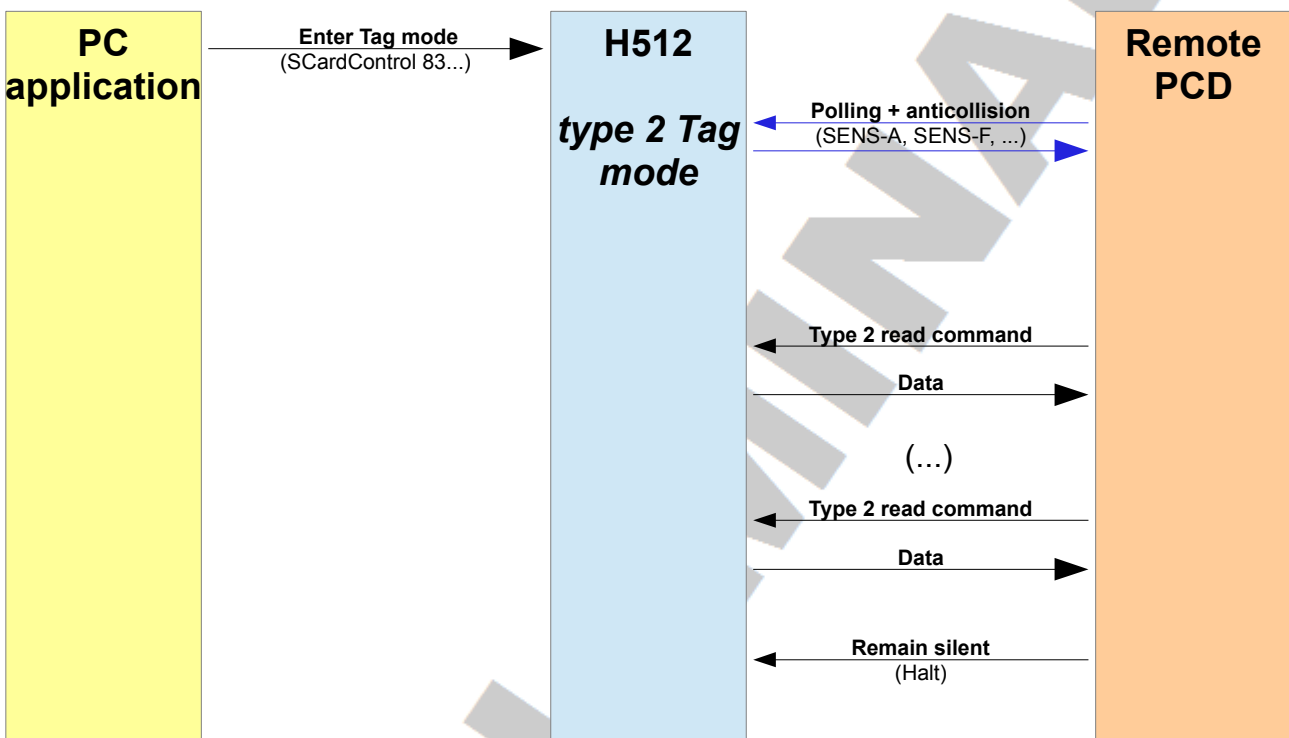 PC
application
Enter Tag mode
(SCardControl 83...)
H512
type 2 Tag
mode
Remote
PCD
Polling + anticollision
(SENS-A, SENS-F, ...)
Type 2 read command
Data
(...)
Type 2 read command
Data
Remain silent
(Halt)